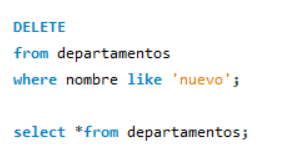 DELETE
from departamentos
where nombre like 'nuevo';
select *from departamentos;